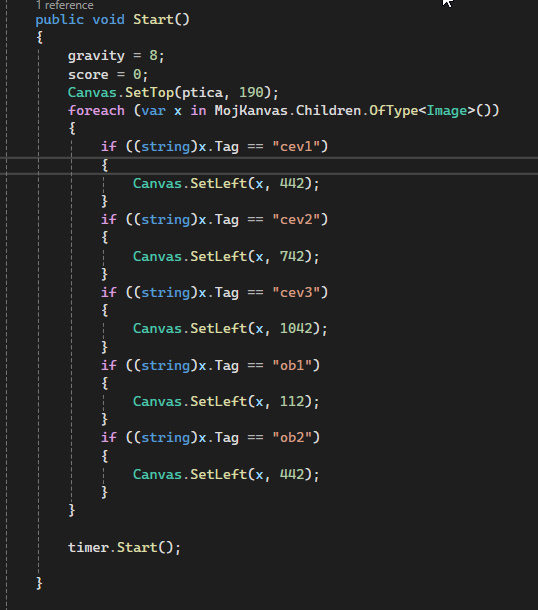 1 reference
public void Start()
{
gravity = 8;
score = 0;
Canvas.SetTop(ptica, 190);
foreach (var x in MojKanvas.Children.OfType<Image>())
{
if ((string)x.Tag == "cev1")
{
Canvas.SetLeft(x, 442);
}
if ((string)x.Tag == "cev2")
{
Canvas.SetLeft(x, 742);
}
if ((string)x.Tag == "cev3")
{
Canvas.SetLeft(x, 1042);
}
if ((string)x.Tag == "ob1")
{
Canvas.SetLeft(x, 112);
}
if ((string)x.Tag == "ob2")
{
Canvas.SetLeft(x, 442);
}
}
timer.Start();
}